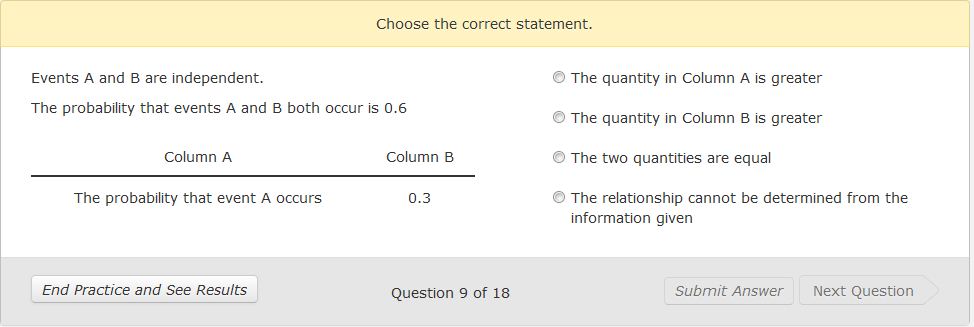 Choose the correct statement.
Events A and B are independent.
The probability that events A and B both occur is 0.6
Column A Column B
The probability that event A occurs 0.3
The quantity in Column A is greater
The quantity in Column B is greater
The two quantities are equal
The relationship cannot be determined from the
information given
End Practice and See Results
Question 9 of 18
Submit Answer
Next Question